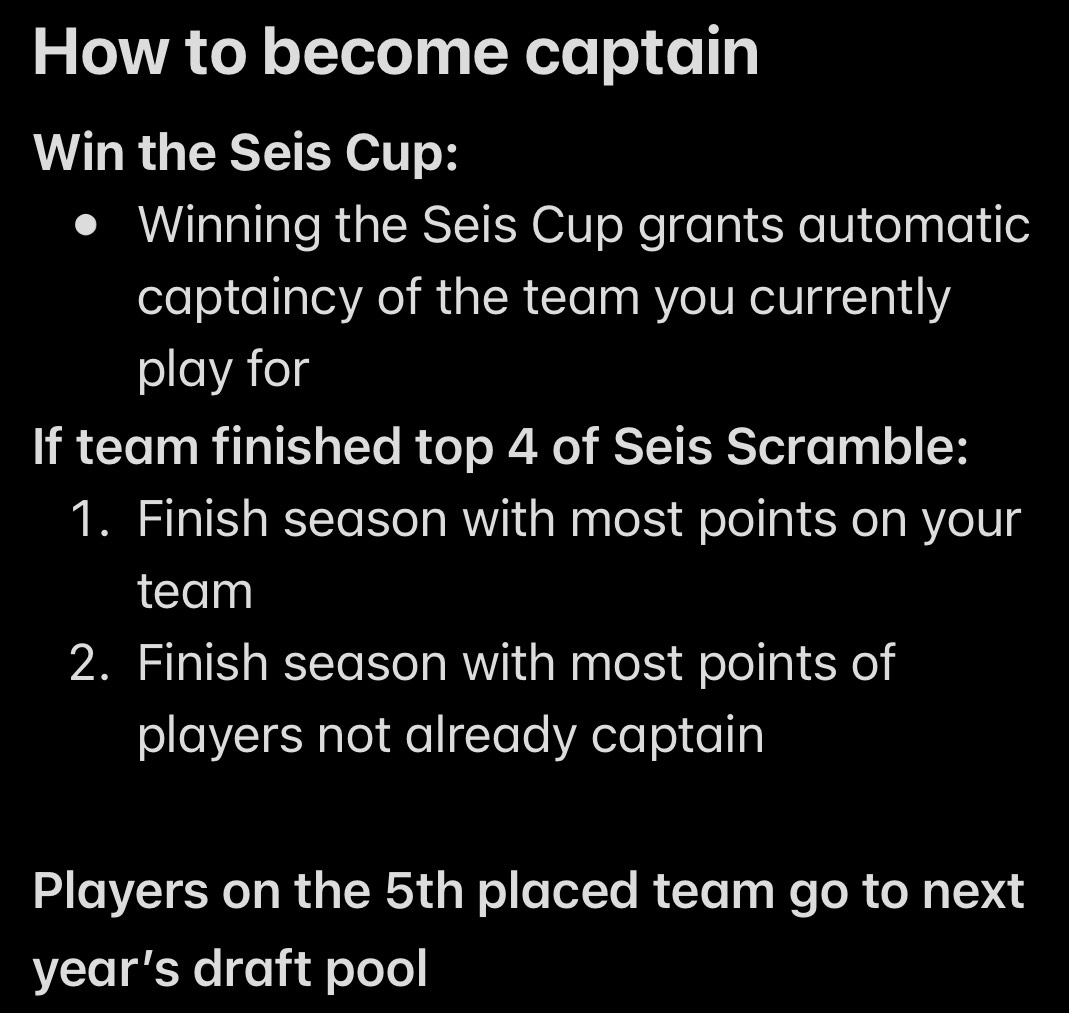 How to become captain
Win the Seis Cup:
• Winning the Seis Cup grants automatic
captaincy of the team you currently
play for
If team finished top 4 of Seis Scramble:
1. Finish season with most points on your
team
2. Finish season with most points of
players not already captain
Players on the 5th placed team go to next
year’s draft pool